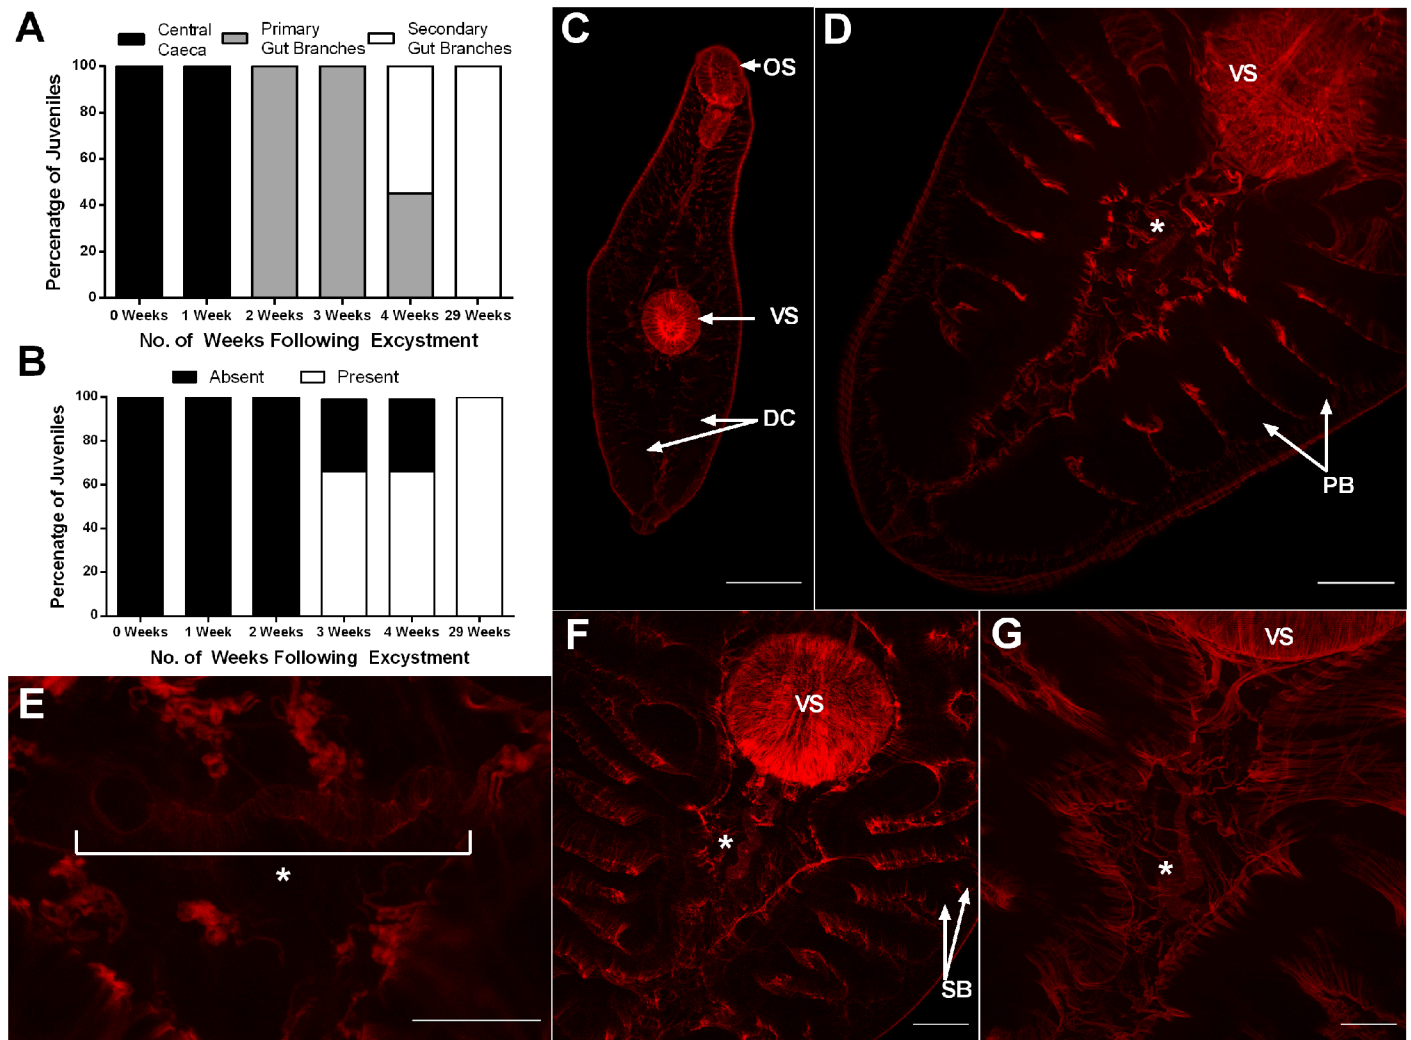 A
Central Caeca
Primary Gut Branches
Secondary Gut Branches
100
80
60
40
20
0
Percenatge of Juveniles
0 Weeks 1 Week 2 Weeks 3 Weeks 4 Weeks 29 Weeks
No. of Weeks Following Excystment
B
Absent Present
100
80
60
40
20
0
Percenatge of Juveniles
0 Weeks 1 Week 2 Weeks 3 Weeks 4 Weeks 29 Weeks
No. of Weeks Following Excystment
C
OS
VS
DC
D
VS
*
PB
E
*
F
VS
*
SB
G
VS
*